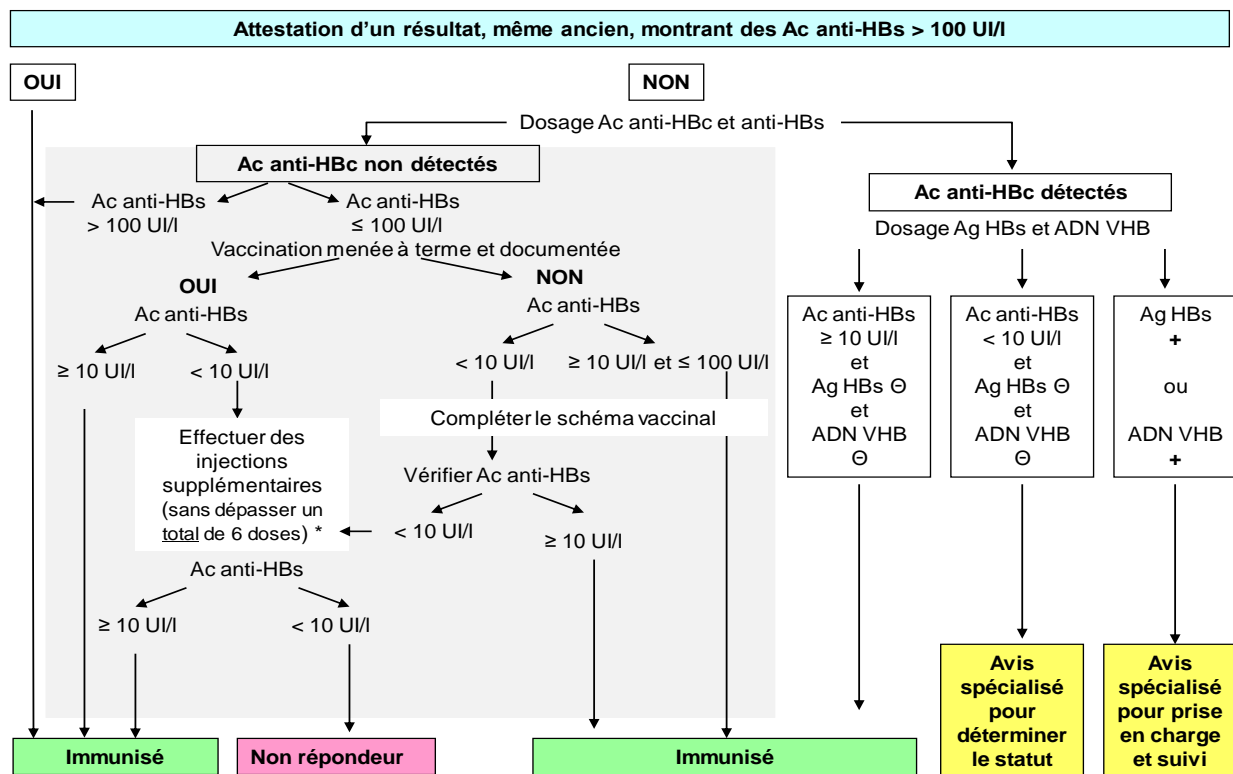 Attestation d'un résultat, même ancien, montrant des Ac anti-HBs > 100 UI/l
OUI
NON
Dosage Ac anti-HBc et anti-HBs
Ac anti-HBc non détectés
Ac anti-HBs
> 100 UI/l
Ac anti-HBs
≤ 100 UI/l
Vaccination menée à terme et documentée
OUI
Ac anti-HBs
≥ 10 UI/l
< 10 UI/l
NON
Ac anti-HBs
< 10 UI/l
≥ 10 UI/l et ≤ 100 UI/l
Effectuer des
injections
supplémentaires
(sans dépasser un
total de 6 doses) *
Compléter le schéma vaccinal
Vérifier Ac anti-HBs
< 10 UI/l
≥ 10 UI/l
Ac anti-HBs
≥ 10 UI/l
< 10 UI/l
Ac anti-HBc détectés
Dosage Ag HBs et ADN VHB
Ac anti-HBs
≥ 10 UI/l
et
Ag HBs Θ
et
ADN VHB
Θ
Ac anti-HBs
< 10 UI/l
et
Ag HBs Θ
et
ADN VHB
Θ
Ag HBs
+
ou
ADN VHB
+
Immunisé
Non répondeur
Immunisé
Avis
spécialisé
pour
déterminer
le statut
Avis
spécialisé
pour prise
en charge
et suivi